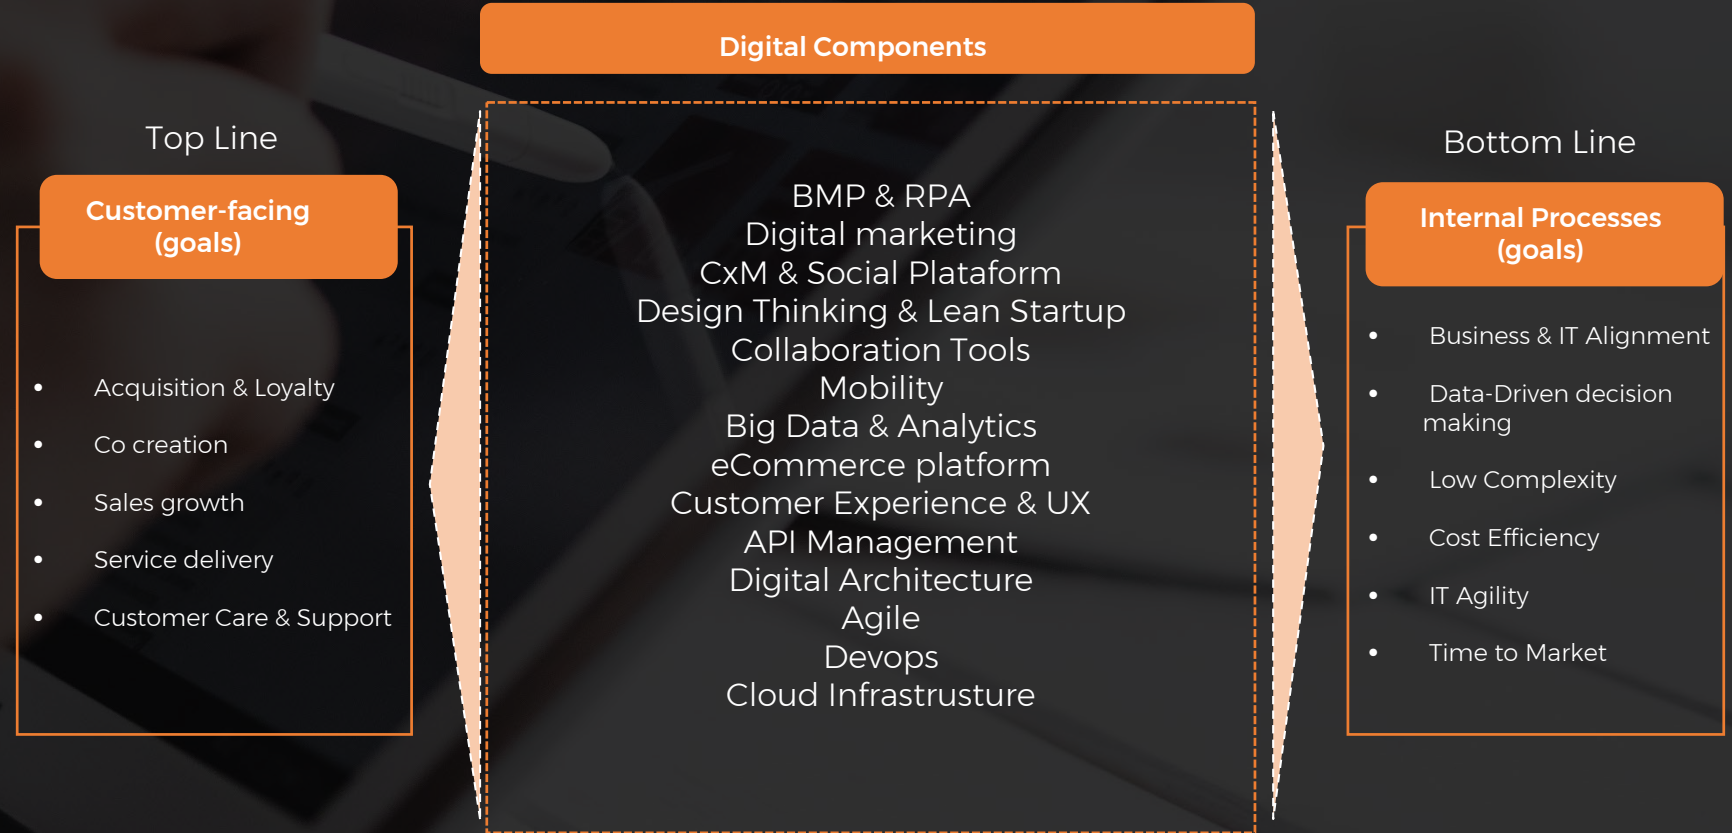 Digital Components
Top Line
Customer-facing
(goals)
• Acquisition & Loyalty
• Co creation
• Sales growth
• Service delivery
• Customer Care & Support
BMP & RPA
Digital marketing
CxM & Social Plataform
Design Thinking & Lean Startup
Collaboration Tools
Mobility
Big Data & Analytics
eCommerce platform
Customer Experience & UX
API Management
Digital Architecture
Agile
Devops
Cloud Infrastrusture
Bottom Line
Internal Processes
(goals)
• Business & IT Alignment
• Data-Driven decision
making
• Low Complexity
• Cost Efficiency
• IT Agility
• Time to Market